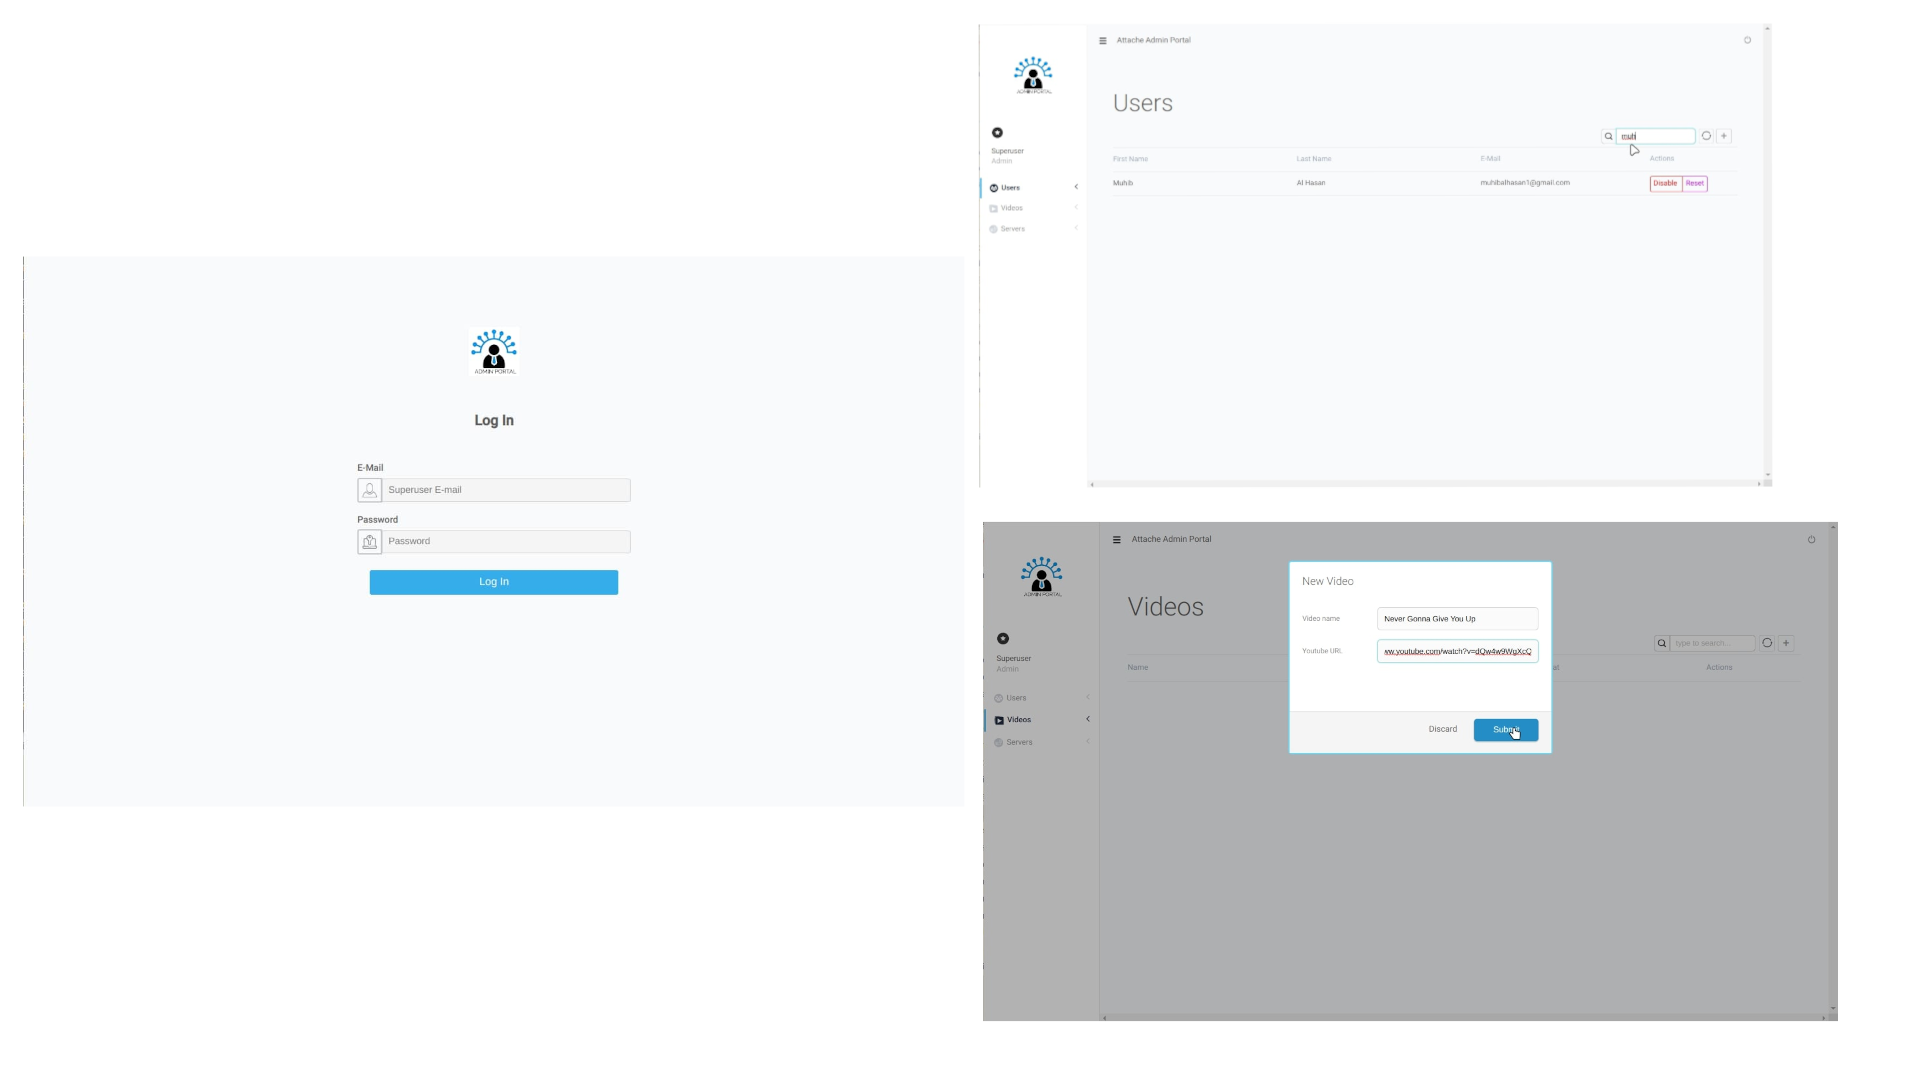 ADMIN PORTAL
Log In
E-Mail
Superuser E-mail
Password
Password
Log In
Attache Admin Portal
ADMIN PORTAL
Users
muhi
Superuser
Admin
First Name Last Name E-Mail Actions
Muhib Al Hasan muhibalhasan1@gmail.com Disable Reset
Users
Videos
Servers
Attache Admin Portal
ADMIN PORTAL
Videos
type to search...
Superuser
Admin
Name at Actions
Users
Videos
Servers
New Video
Video name Never Gonna Give You Up
Youtube URL ww.youtube.com/watch?v=dQw4w9WgXcQ
Discard Submit